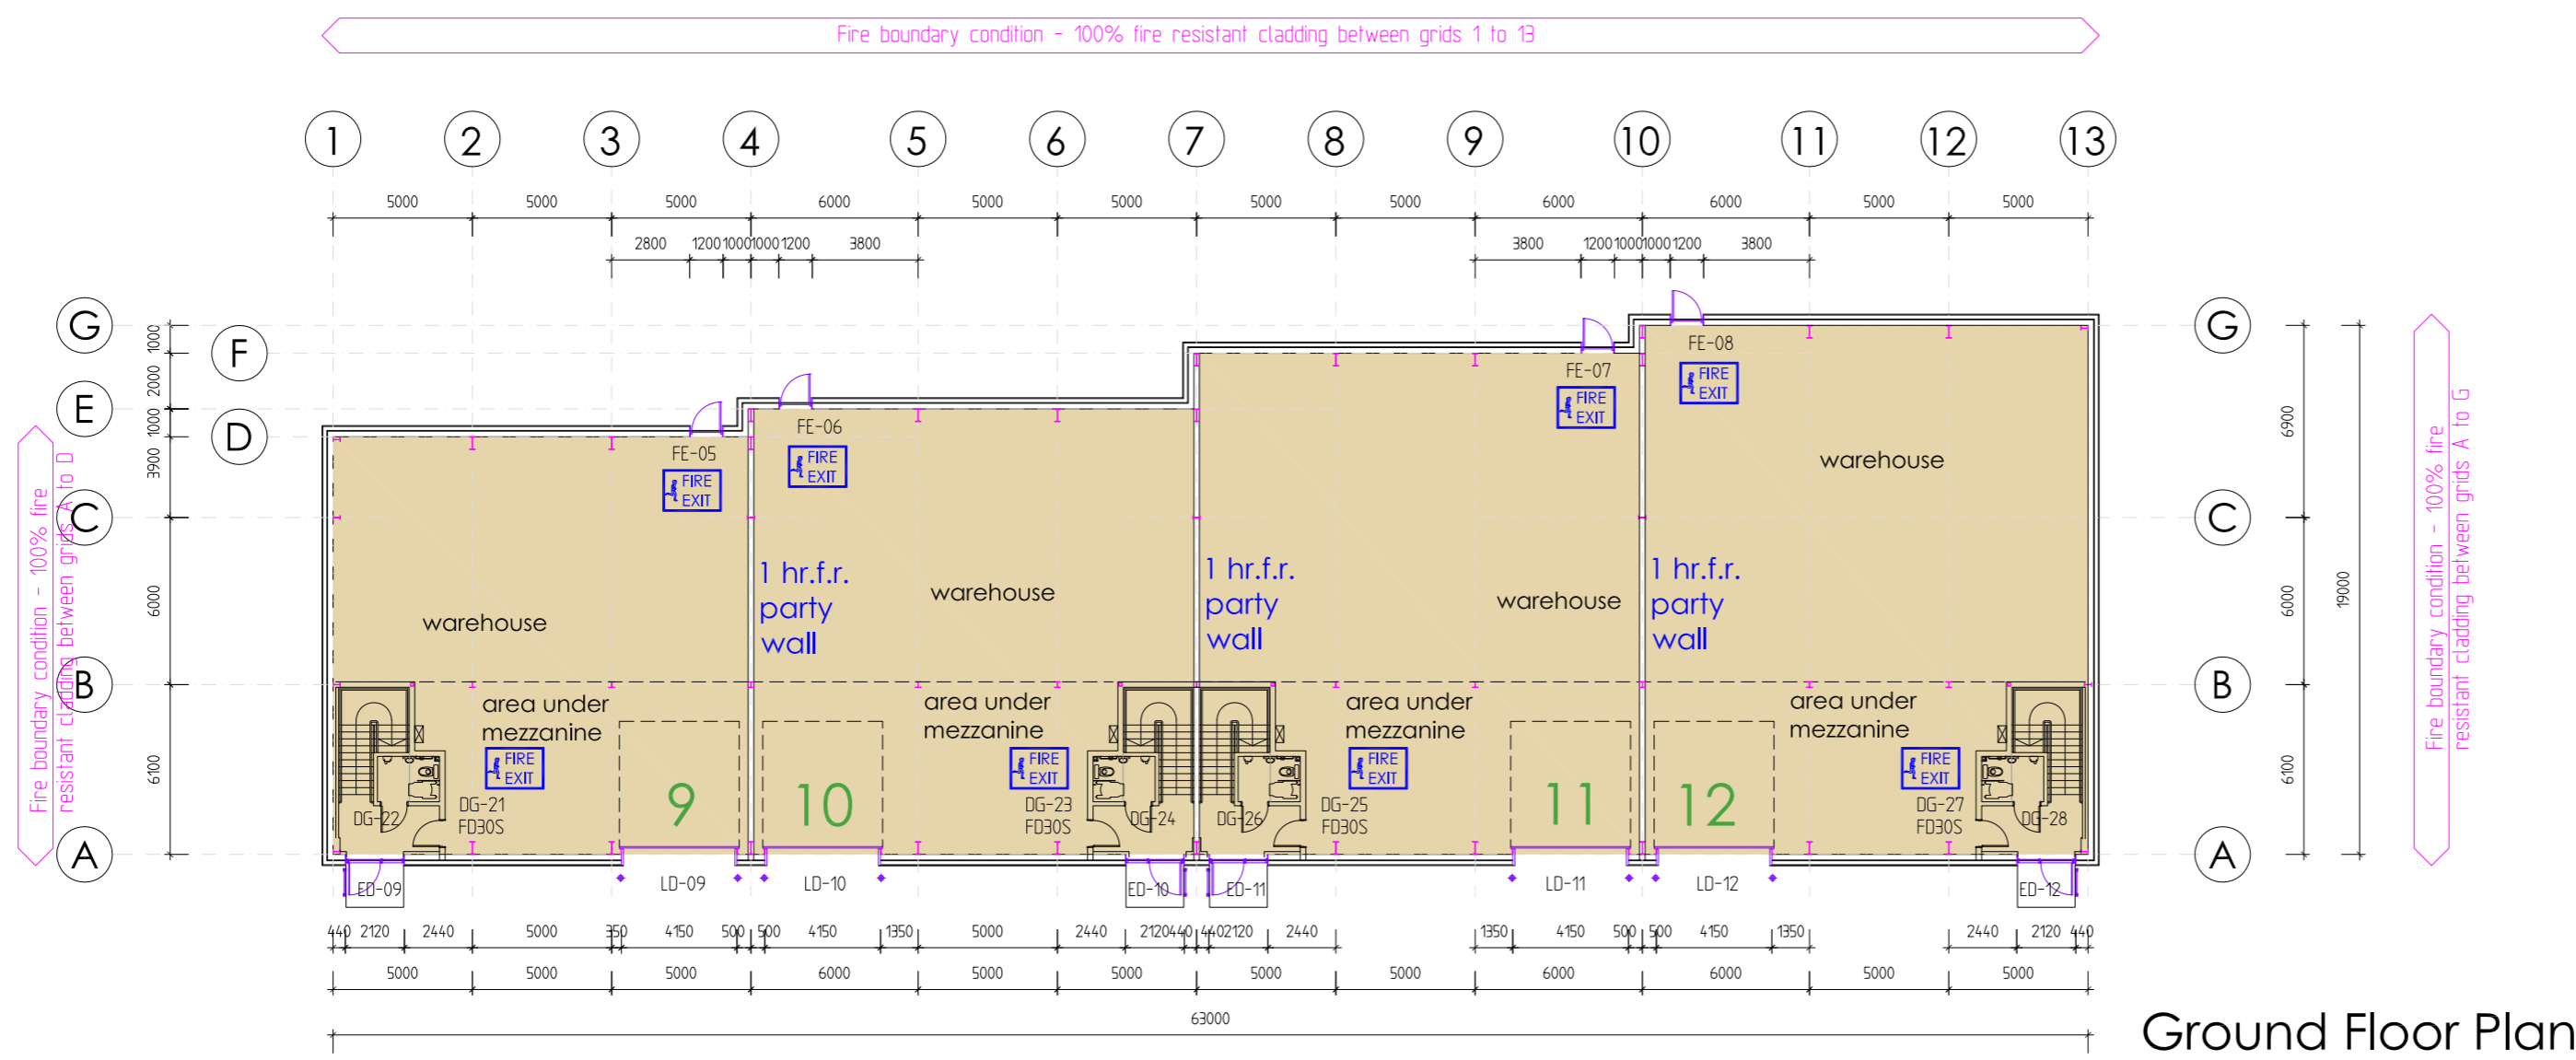 Fire boundary condition - 100% fire resistant cladding between grids 1 to 13
1 2 3 4 5 6 7 8 9 10 11 12 13
5000 5000 5000 6000 5000 5000 5000 5000 6000 6000 5000 5000
2800 1200 1000 1000 1200 3800 3800 1200 1000 1000 1200 3800
G
F
E
D
C
B
A
1000
2000
1000
3900
6000
6100
Fire boundary condition - 100% fire
resistant cladding between grids A to D
G
C
B
A
6900
6000
6100
19000
Fire boundary condition - 100% fire
resistant cladding between grids A to G
FE-05
FIRE
EXIT
FE-06
FIRE
EXIT
FE-07
FIRE
EXIT
FE-08
FIRE
EXIT
warehouse
1 hr.f.r.
party
wall
warehouse
1 hr.f.r.
party
wall
warehouse
1 hr.f.r.
party
wall
warehouse
area under
mezzanine
FIRE
EXIT
DG-22
DG-21
FD30S
9
area under
mezzanine
FIRE
EXIT
10
DG-23
FD30S
DG-24
area under
mezzanine
FIRE
EXIT
DG-26
DG-25
FD30S
11
area under
mezzanine
FIRE
EXIT
12
DG-27
FD30S
DG-28
ED-09 LD-09 LD-10 ED-10 ED-11 LD-11 LD-12 ED-12
440 2120 2440 5000 350 4150 500 500 4150 1350 5000 2440 2120 440 440 2120 2440 1350 4150 500 500 4150 1350 2440 2120 440
5000 5000 5000 6000 5000 5000 5000 5000 6000 6000 5000 5000
63000
Ground Floor Plan